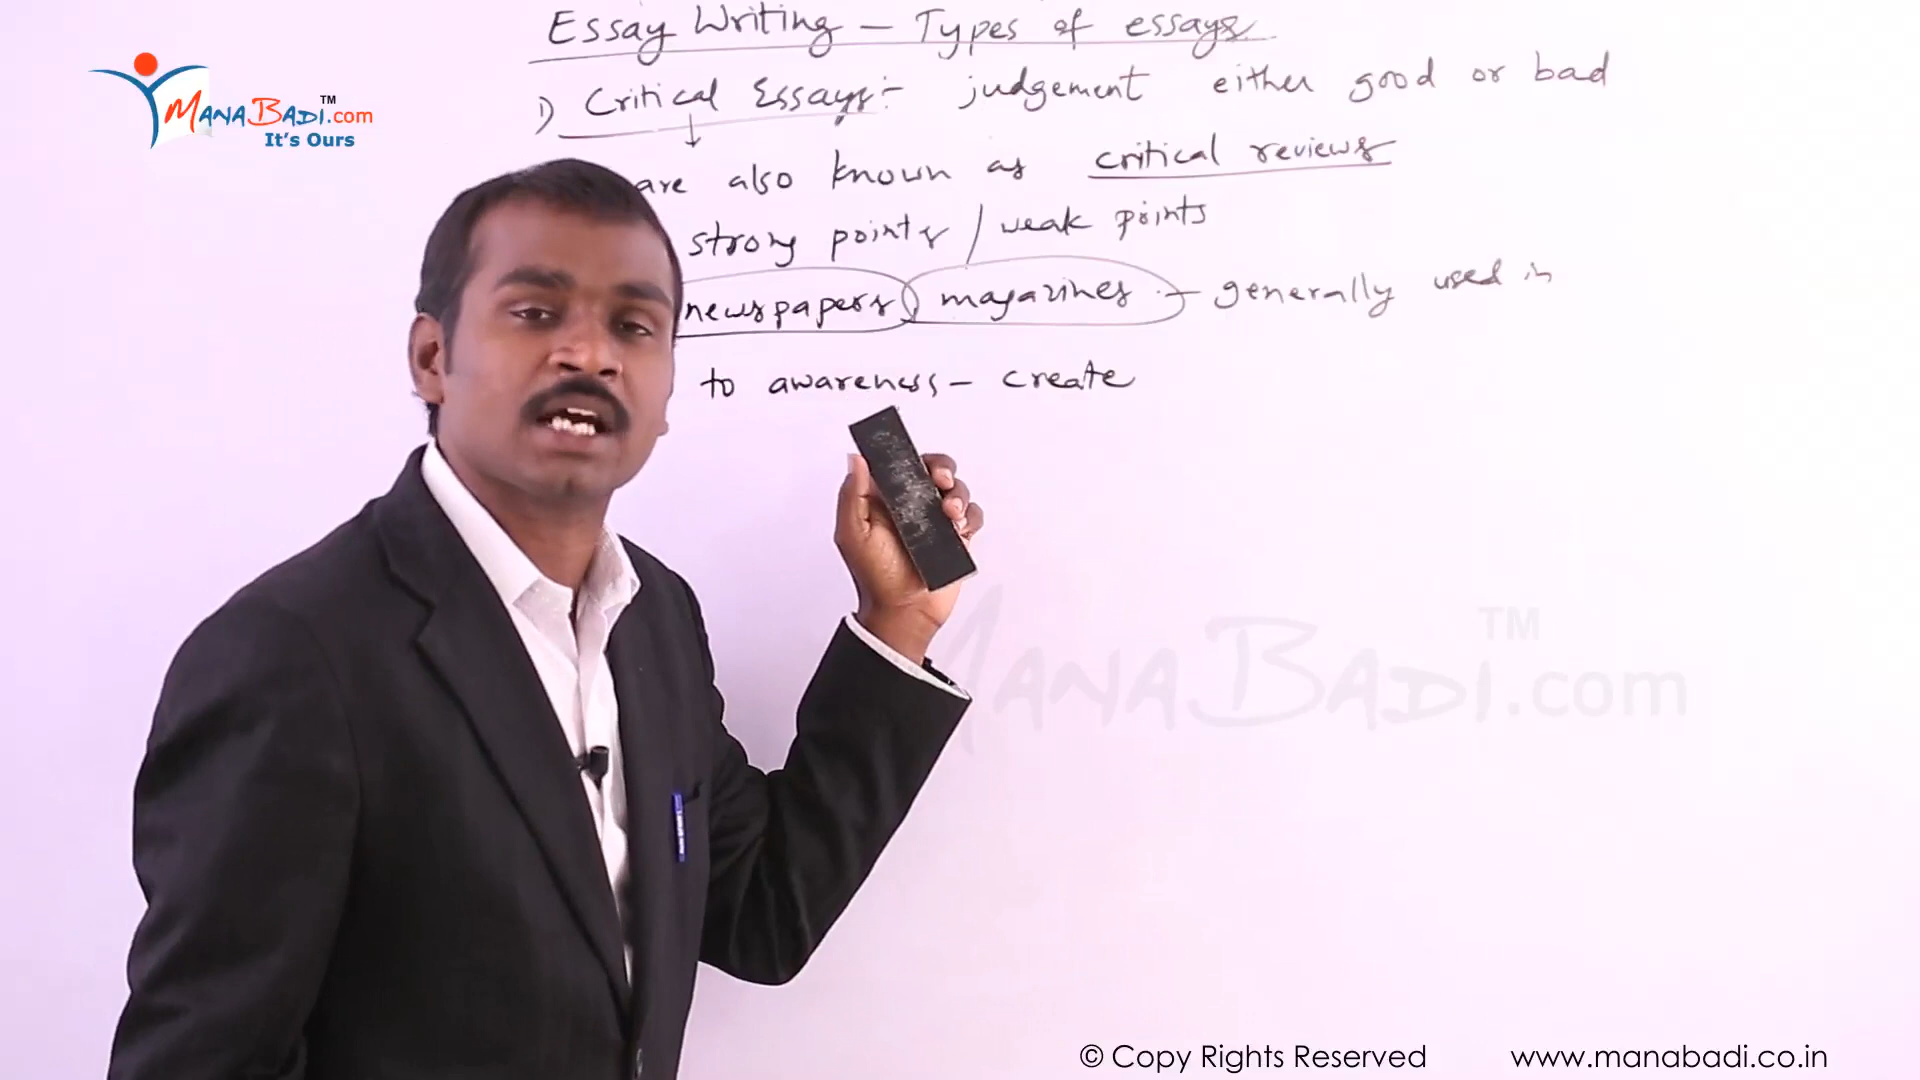 Essay Writing – Types of essays
1) Critical Essays:- judgement either good or bad
are also known as critical reviews
strong points / weak points
newspapers magazines - generally used in
to awareness – create
MANABADI.com
TM
It's Ours
MANABADI.com
TM
© Copy Rights Reserved www.manabadi.co.in